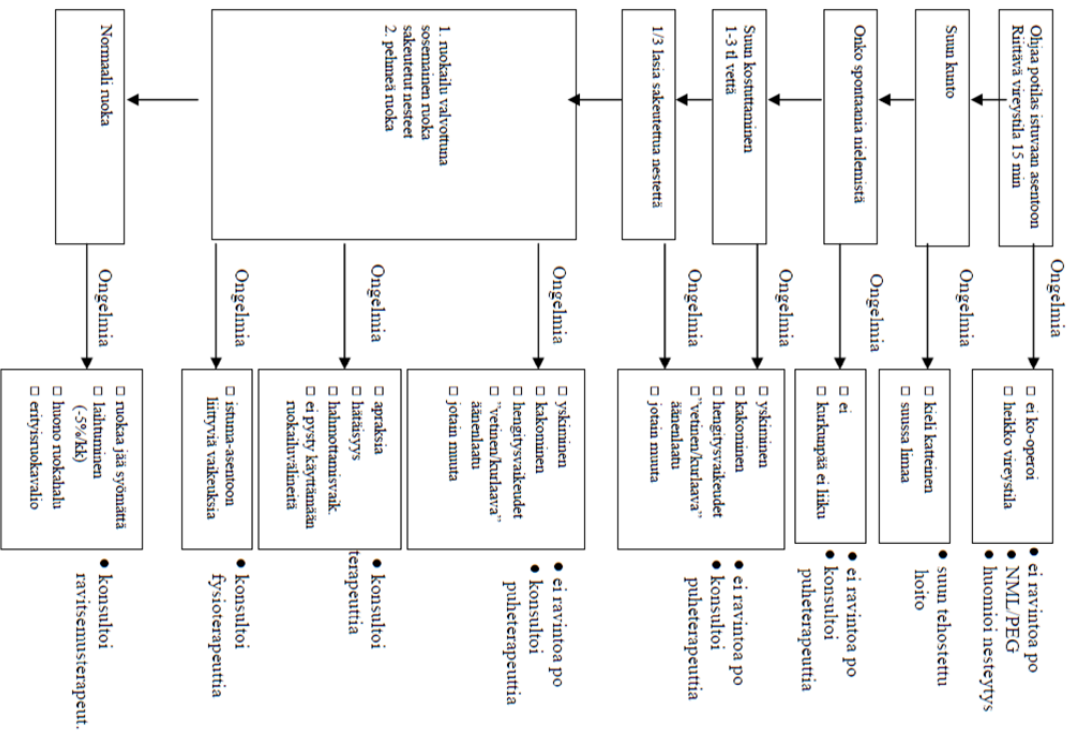 Ohjaa potilas istuvaan asentoon
Riittävä vireystila 15 min
Ongelmia
□ ei ko-operoi
□ heikko vireystila
● ei ravintoa po
● NML/PEG
● huomioi nesteytys
Suun kunto
Ongelmia
□ kieli katteinen
□ suussa limaa
● suun tehostettu
hoito
Onko spontaania nielemistä
Ongelmia
□ ei
□ kurkunpää ei liiku
● ei ravintoa po
● konsultoi
puheterapeuttia
Suun kostuttaminen
1-3 tl vettä
Ongelmia
1/3 lasia sakeutettua nestettä
Ongelmia
□ yskiminen
□ kakominen
□ hengitysvaikeudet
□"vetinen/kurlaava"
äänenlaatu
□ jotain muuta
● ei ravintoa po
● konsultoi
puheterapeuttia
1. ruokailu valvottuna
sosemainen ruoka
sakeutetut nesteet
2. pehmeä ruoka
Ongelmia
□ yskiminen
□ kakominen
□ hengitysvaikeudet
□ "vetinen/kurlaava"
äänenlaatu
□ jotain muuta
● ei ravintoa po
● konsultoi
puheterapeuttia
Ongelmia
□ apraksia
□ hätäisyys
□ hahmottamisvaik.
□ ei pysty käyttämään
ruokailuvälinettä
● konsultoi
terapeuttia
Ongelmia
□ istuma-asentoon
liittyviä vaikeuksia
● konsultoi
fysioterapeuttia
Normaali ruoka
Ongelmia
□ ruokaa jää syömättä
□ laihtuminen
(-5%/kk)
□ huono ruokahalu
□ erityisruokavalio
● konsultoi
ravitsemusterapeut.